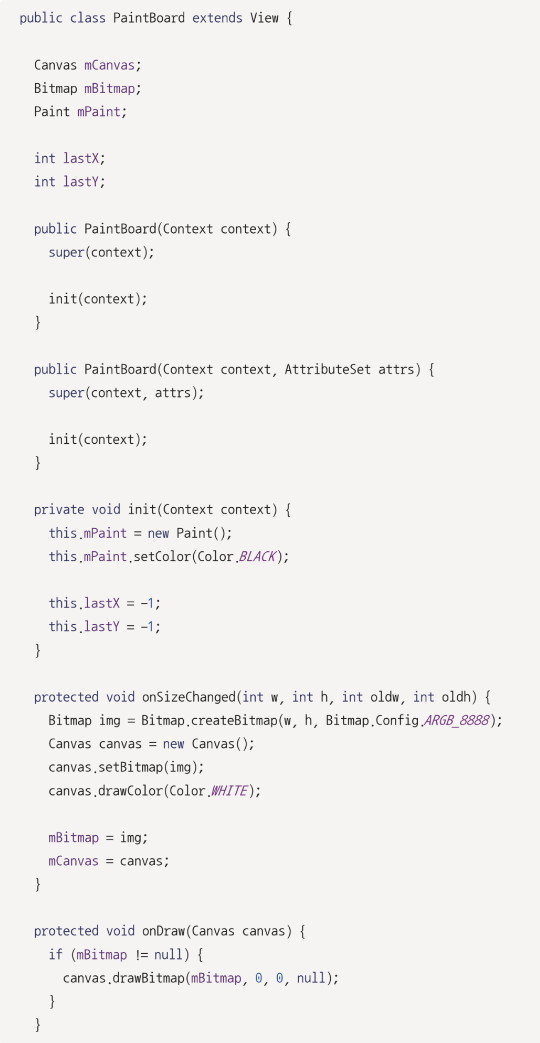 public class PaintBoard extends View {
Canvas mCanvas;
Bitmap mBitmap;
Paint mPaint;
int lastX;
int lastY;
public PaintBoard(Context context) {
super(context);
init(context);
}
public PaintBoard(Context context, AttributeSet attrs) {
super(context, attrs);
init(context);
}
private void init(Context context) {
this.mPaint = new Paint();
this.mPaint.setColor(Color.BLACK);
this.lastX = -1;
this.lastY = -1;
}
protected void onSizeChanged(int w, int h, int oldw, int oldh) {
Bitmap img = Bitmap.createBitmap(w, h, Bitmap.Config.ARGB_8888);
Canvas canvas = new Canvas();
canvas.setBitmap(img);
canvas.drawColor(Color.WHITE);
mBitmap = img;
mCanvas = canvas;
}
protected void onDraw(Canvas canvas) {
if (mBitmap != null) {
canvas.drawBitmap(mBitmap, 0, 0, null);
}
}